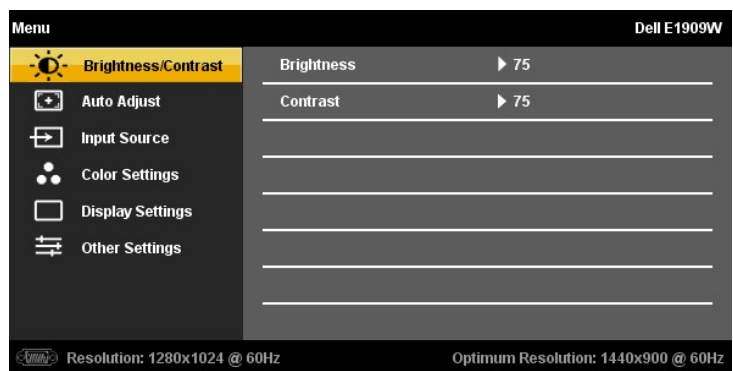 Menu Dell E1909W
Brightness/Contrast Brightness 75
Auto Adjust Contrast 75
Input Source
Color Settings
Display Settings
Other Settings
Resolution: 1280x1024 @ 60Hz Optimum Resolution: 1440x900 @ 60Hz